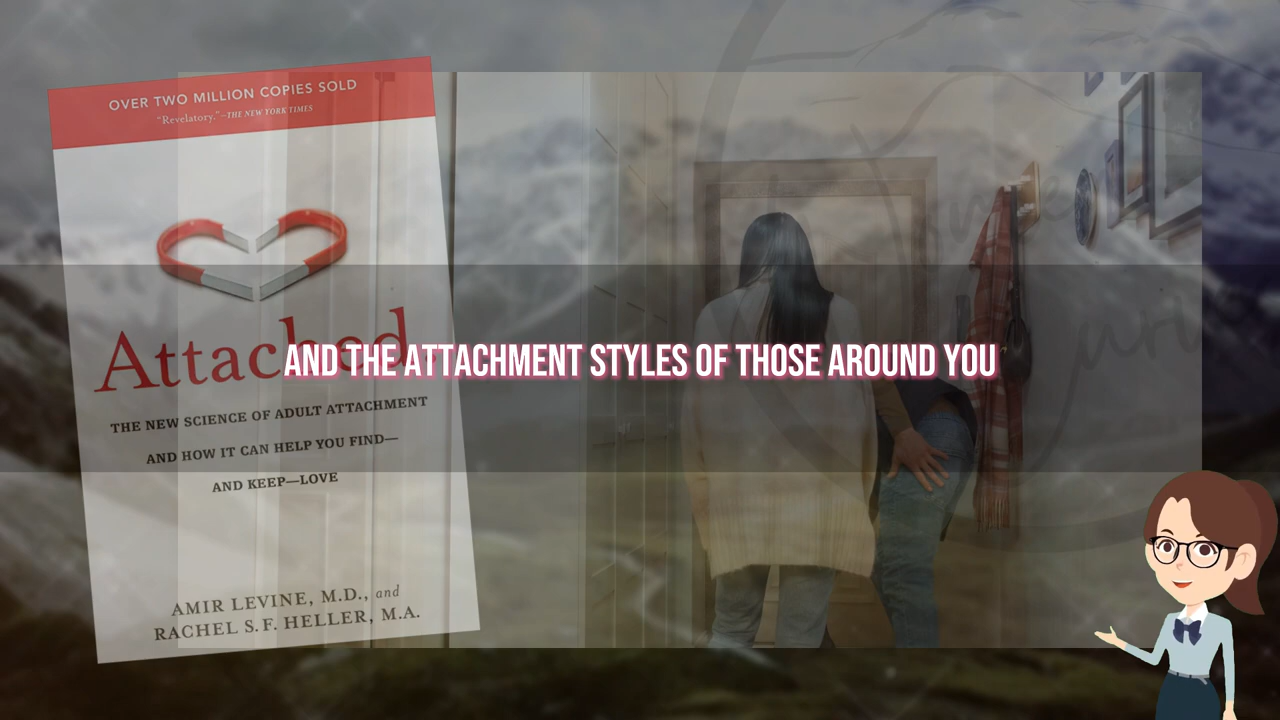 OVER TWO MILLION COPIES SOLD
"Revelatory."—THE NEW YORK TIMES
Attached.
AND THE ATTACHMENT STYLES OF THOSE AROUND YOU
THE NEW SCIENCE OF ADULT ATTACHMENT
AND HOW IT CAN HELP YOU FIND—
AND KEEP—LOVE
AMIR LEVINE, M.D., and
RACHEL S. F. HELLER, M.A.